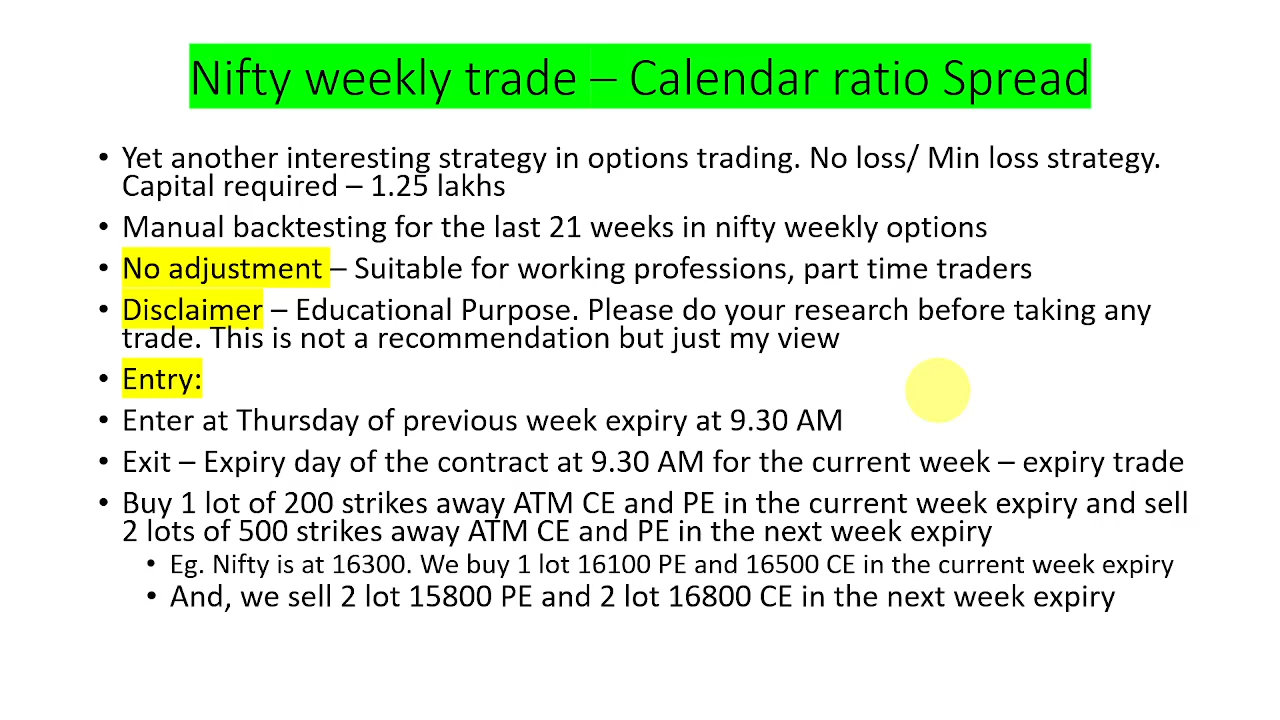 Nifty weekly trade – Calendar ratio Spread
• Yet another interesting strategy in options trading. No loss/ Min loss strategy.
Capital required – 1.25 lakhs
• Manual backtesting for the last 21 weeks in nifty weekly options
• No adjustment – Suitable for working professions, part time traders
• Disclaimer – Educational Purpose. Please do your research before taking any
trade. This is not a recommendation but just my view
• Entry:
• Enter at Thursday of previous week expiry at 9.30 AM
• Exit – Expiry day of the contract at 9.30 AM for the current week – expiry trade
• Buy 1 lot of 200 strikes away ATM CE and PE in the current week expiry and sell
2 lots of 500 strikes away ATM CE and PE in the next week expiry
• Eg. Nifty is at 16300. We buy 1 lot 16100 PE and 16500 CE in the current week expiry
• And, we sell 2 lot 15800 PE and 2 lot 16800 CE in the next week expiry